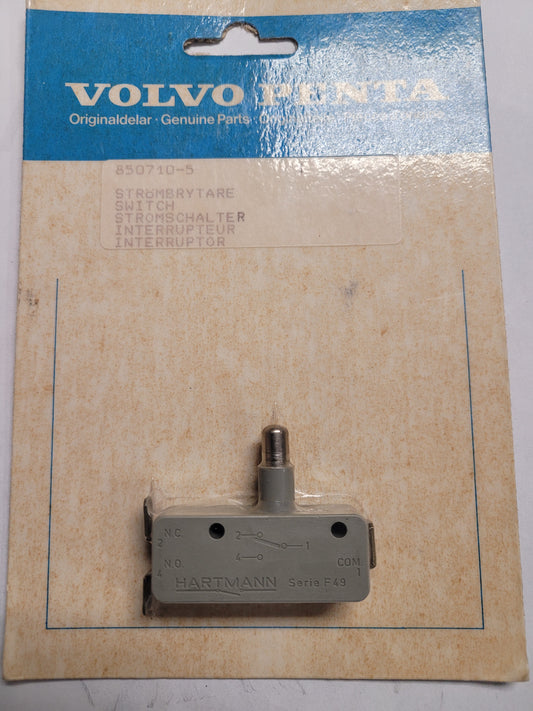 VOLVO PENTA
Originaldelar · Genuine Parts ·
850710-5
STRÖMBRYTARE
SWITCH
STROMSCHALTER
INTERRUPTEUR
INTERRUPTOR
N.C.
2
2
1
4
N.O.
4
COM
1
HARTMANN Serie F49